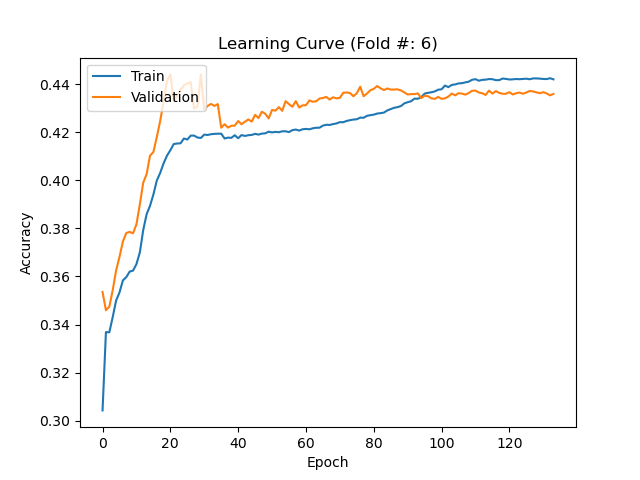 Learning Curve (Fold #: 6)
Train
Validation
Accuracy
0.44
0.42
0.40
0.38
0.36
0.34
0.32
0.30
0 20 40 60 80 100 120
Epoch